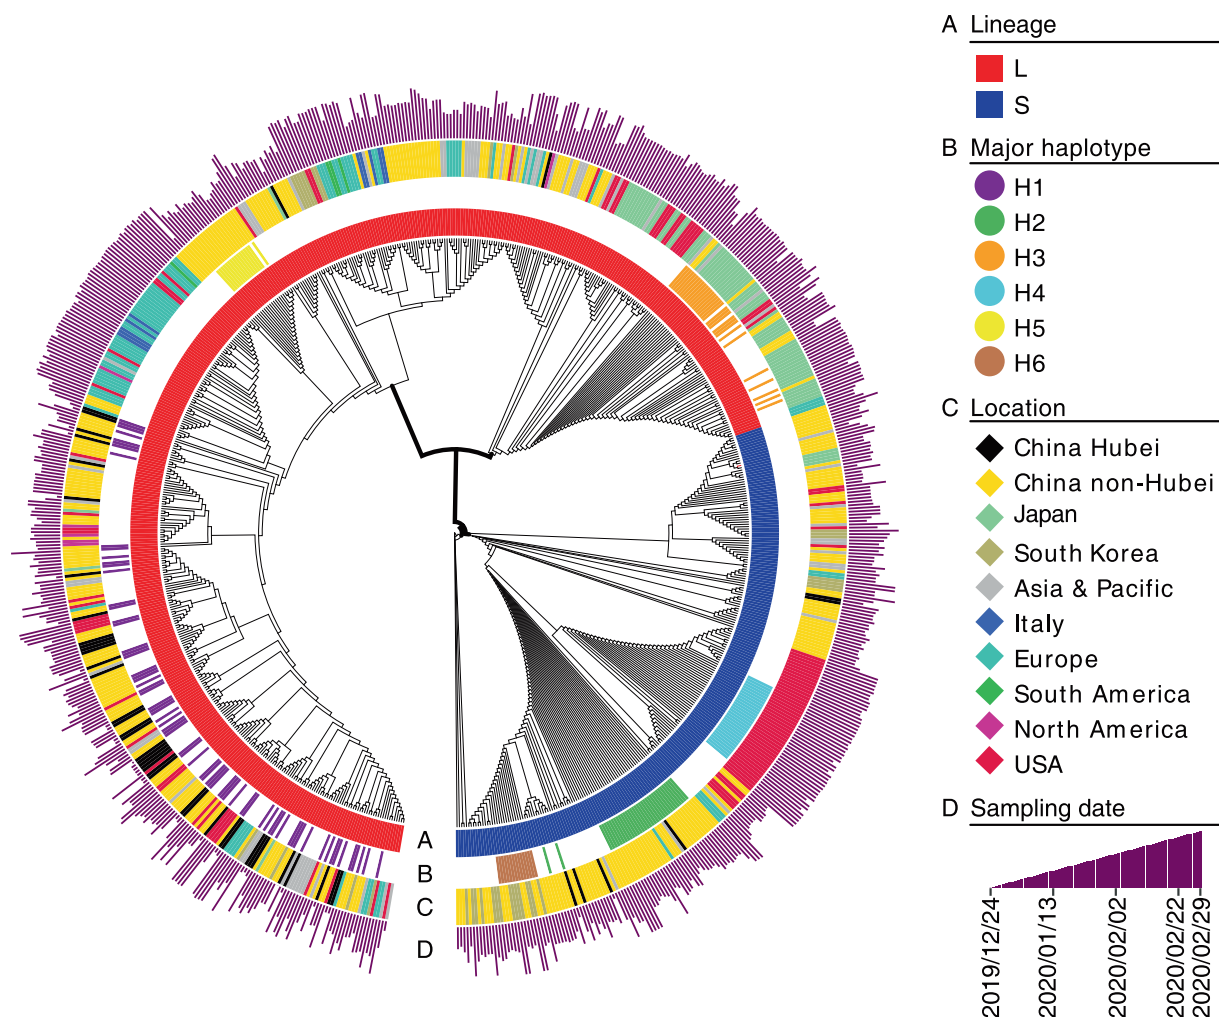 A Lineage
L
S
B Major haplotype
H1
H2
H3
H4
H5
H6
C Location
China Hubei
China non-Hubei
Japan
South Korea
Asia & Pacific
Italy
Europe
South America
North America
USA
D Sampling date
2019/12/24
2020/01/13
2020/02/02
2020/02/22
2020/02/29
A
B
C
D